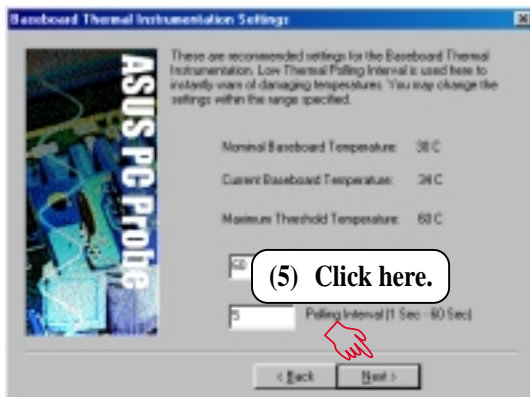 Baseboard Thermal Instrumentation Settings
ASUS PC Probe
These are recommended settings for the Baseboard Thermal
Instrumentation. Low Thermal Polling Interval is used here to
instantly warn of damaging temperatures. You may change the
settings within the range specified.
Nominal Baseboard Temperature: 30 C
Current Baseboard Temperature: 34 C
Maximum Threshold Temperature: 60 C
60
(5) Click here.
5 Polling Interval (1 Sec - 60 Sec)
< Back Next >